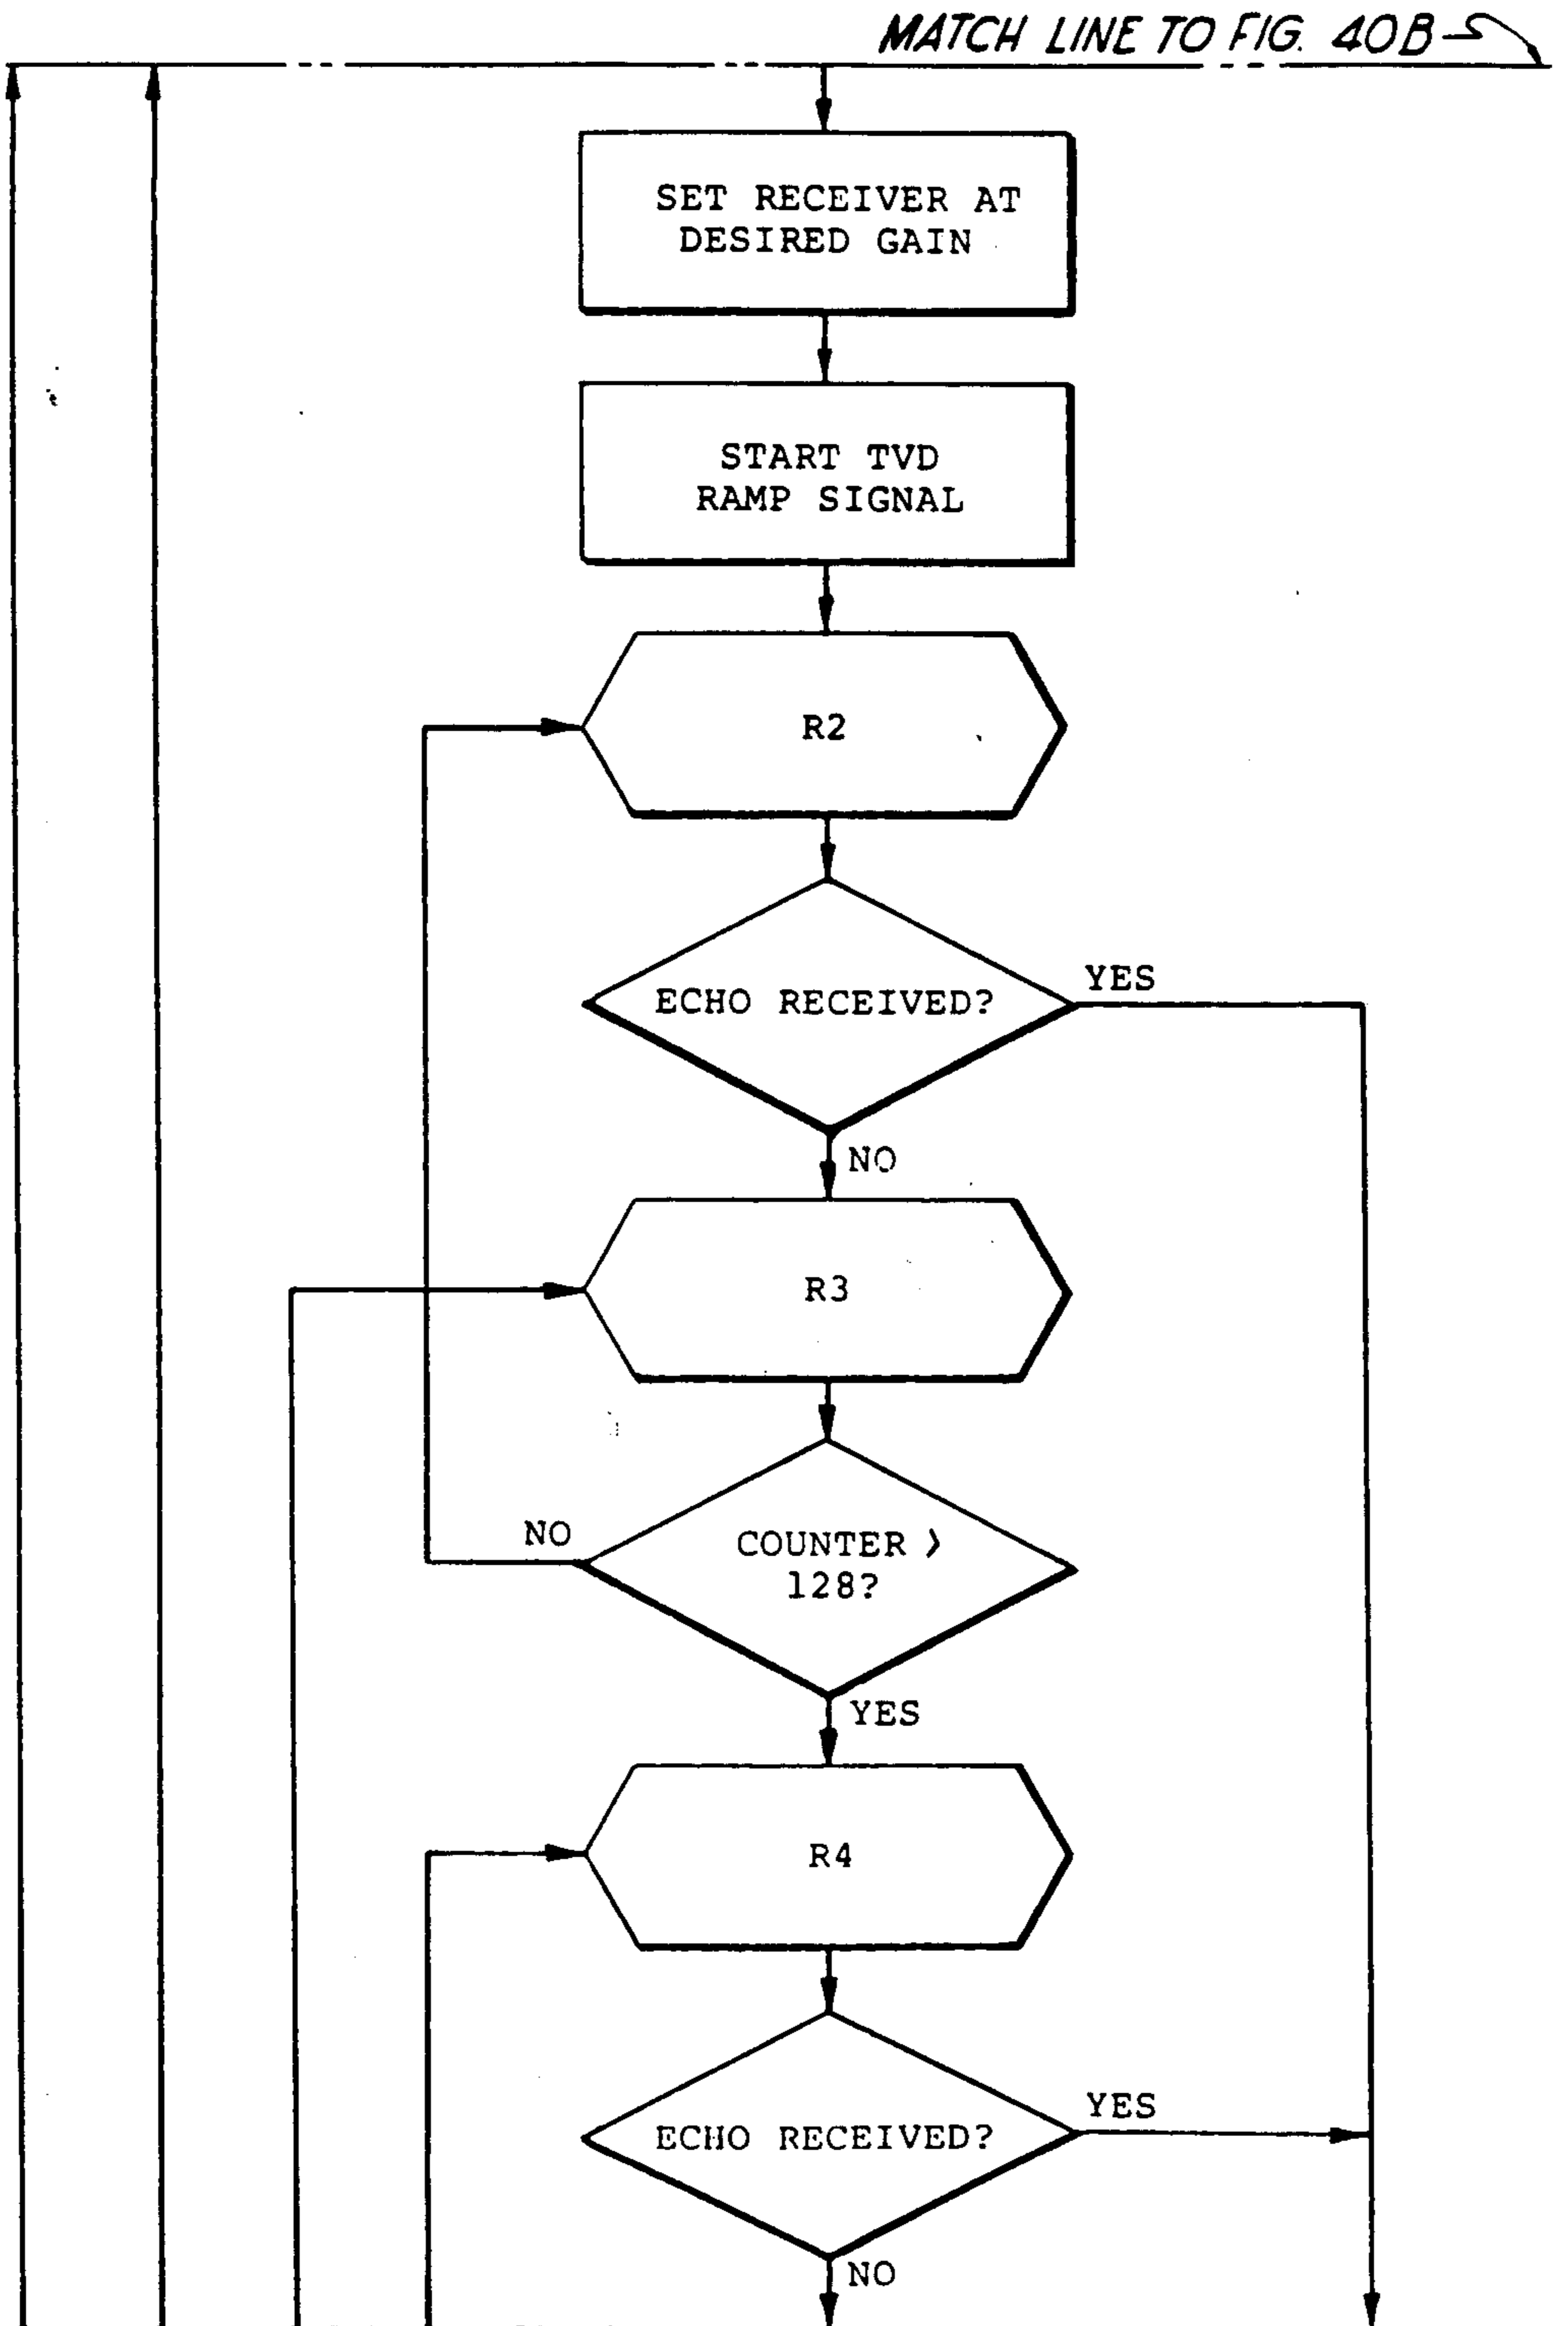 MATCH LINE TO FIG. 40B
SET RECEIVER AT
DESIRED GAIN
START TVD
RAMP SIGNAL
R2
ECHO RECEIVED?
YES
NO
R3
COUNTER >
128?
NO
YES
R4
ECHO RECEIVED?
YES
NO